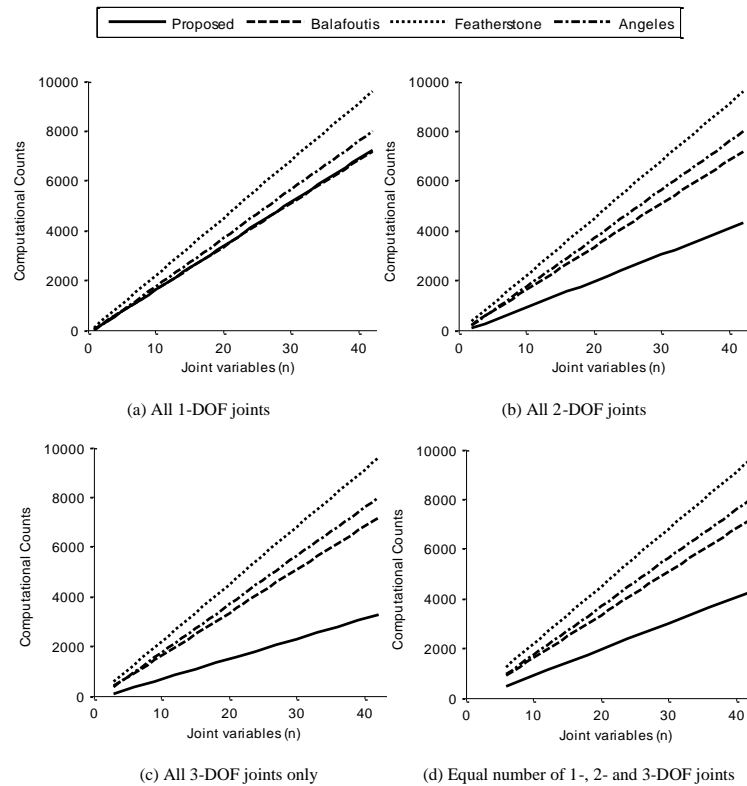 Proposed Balafoutis Featherstone Angeles
10000
8000
6000
4000
2000
0
Computational Counts
0 10 20 30 40
Joint variables (n)
(a) All 1-DOF joints
10000
8000
6000
4000
2000
0
Computational Counts
0 10 20 30 40
Joint variables (n)
(b) All 2-DOF joints
10000
8000
6000
4000
2000
0
Computational Counts
0 10 20 30 40
Joint variables (n)
(c) All 3-DOF joints only
10000
8000
6000
4000
2000
0
Computational Counts
0 10 20 30 40
Joint variables (n)
(d) Equal number of 1-, 2- and 3-DOF joints